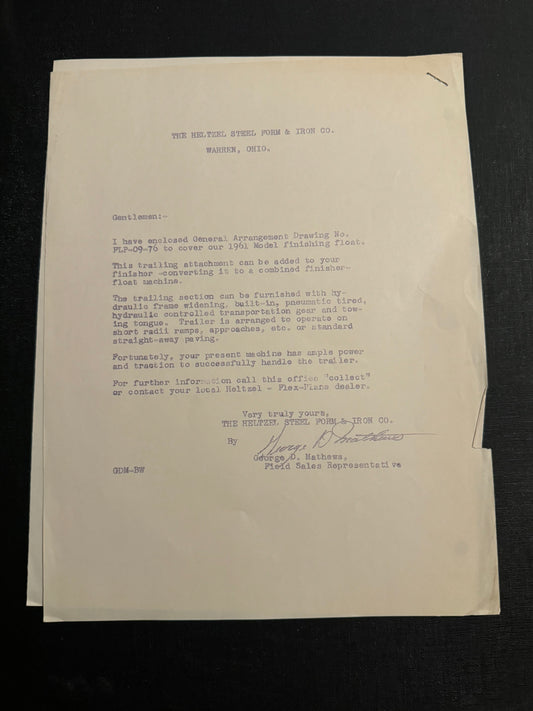 THE HELTZEL STEEL FORM & IRON CO.
WARREN, OHIO.
Gentlemen:-
I have enclosed General Arrangement Drawing No.
FLP-09-76 to cover our 1961 Model finishing float.
This trailing attachment can be added to your
finisher -converting it to a combined finisher-
float machine.
The trailing section can be furnished with hy-
draulic frame widening, built-in, pneumatic tired,
hydraulic controlled transportation gear and tow-
ing tongue. Trailer is arranged to operate on
short radii ramps, approaches, etc. or standard
straight-away paving.
Fortunately, your present machine has ample power
and traction to successfully handle the trailer.
For further information call this office "collect"
or contact your local Heltzel - Flex-Plane dealer.
Very truly yours,
THE HELTZEL STEEL FORM & IRON CO.
By George D Mathews
George D. Mathews,
Field Sales Representative
GDM-BW